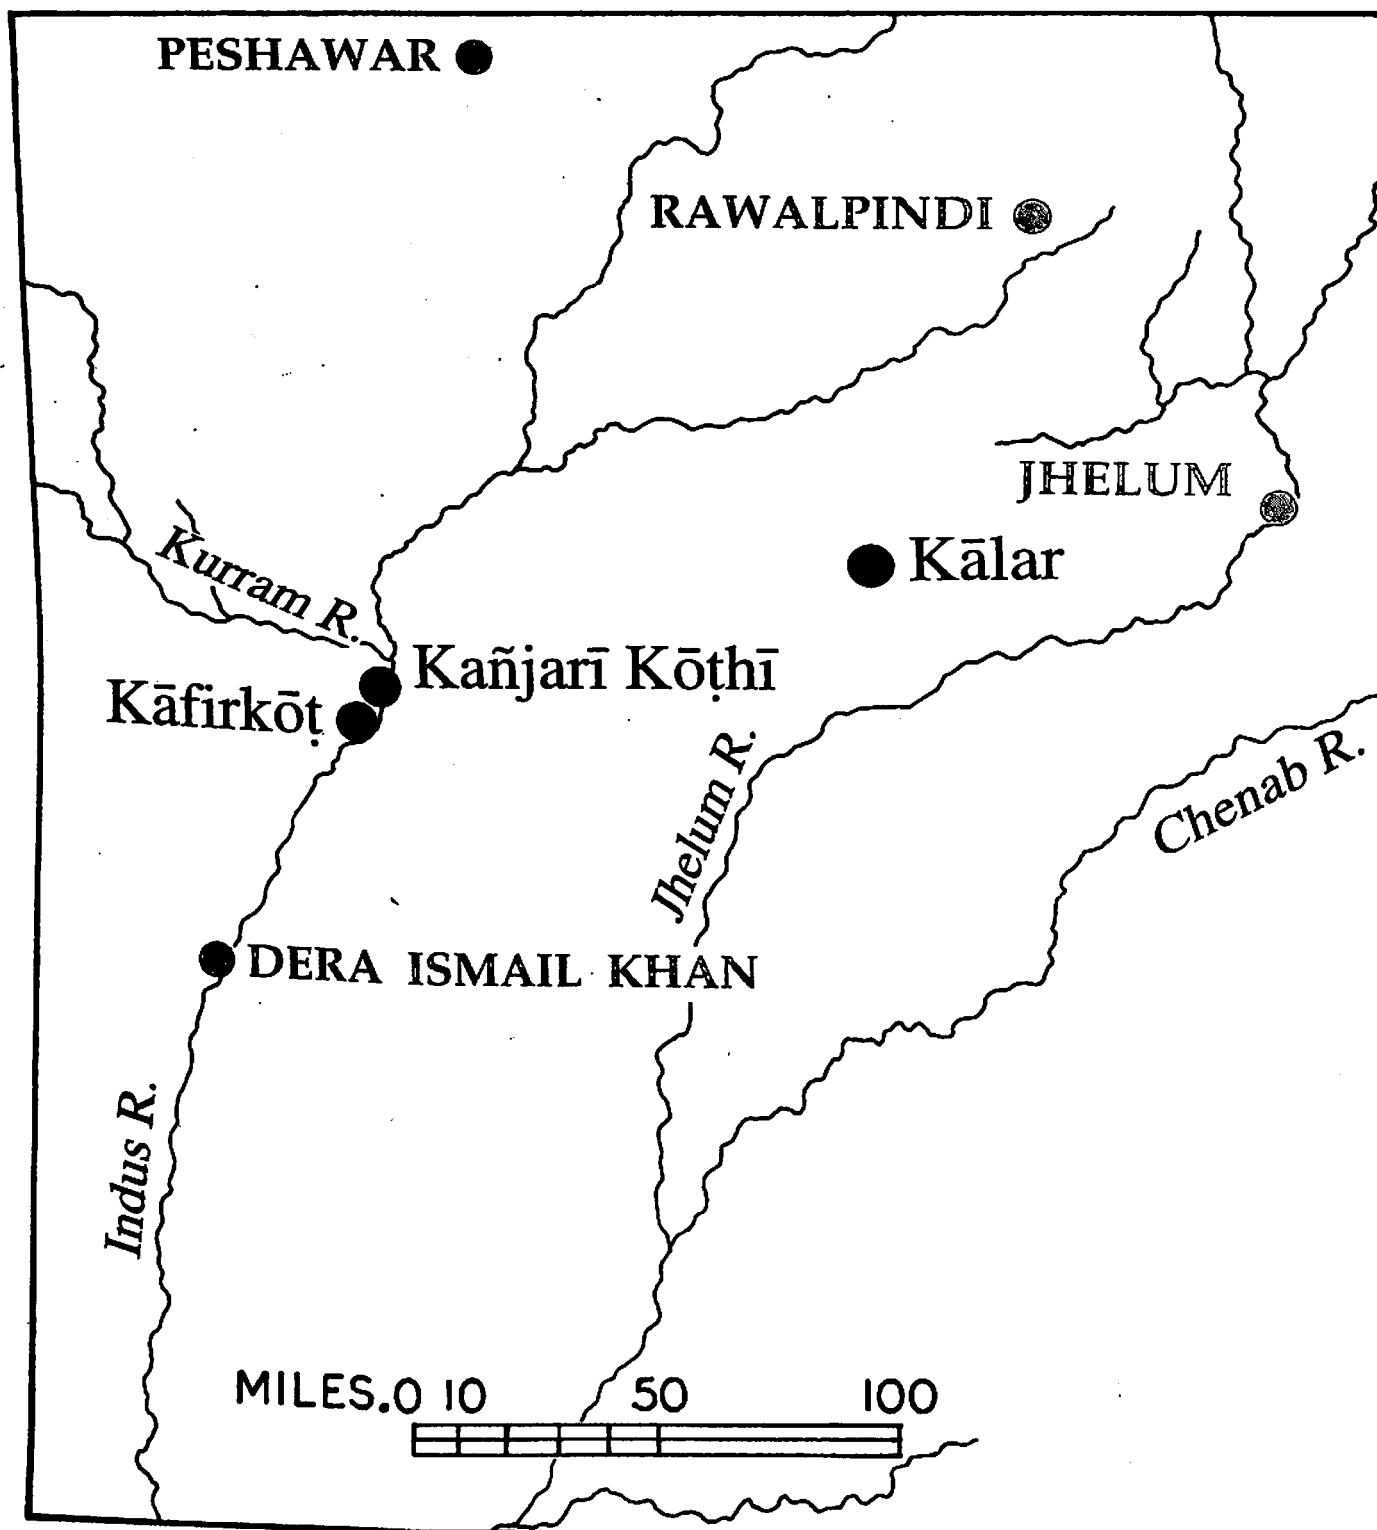 PESHAWAR
RAWALPINDI
JHELUM
Kālar
Kurram R.
Kañjarī Kōṭhī
Kāfirkōṭ
Jhelum R.
Chenab R.
DERA ISMAIL KHAN
Indus R.
MILES. 0 10 50 100